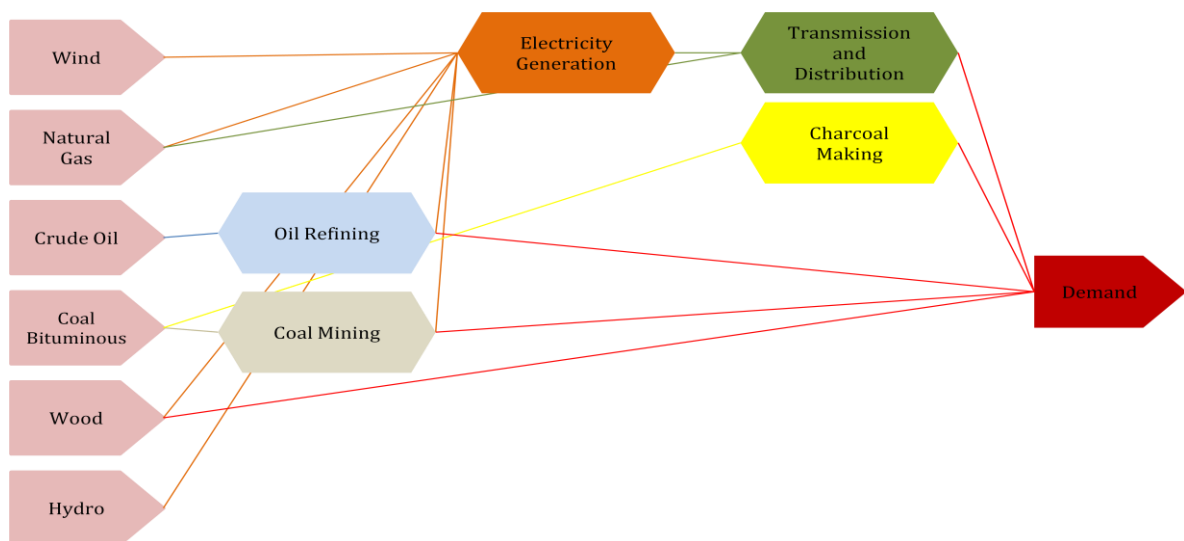 Wind
Electricity
Generation
Transmission
and
Distribution
Natural
Gas
Charcoal
Making
Crude Oil
Oil Refining
Coal
Bituminous
Coal Mining
Demand
Wood
Hydro